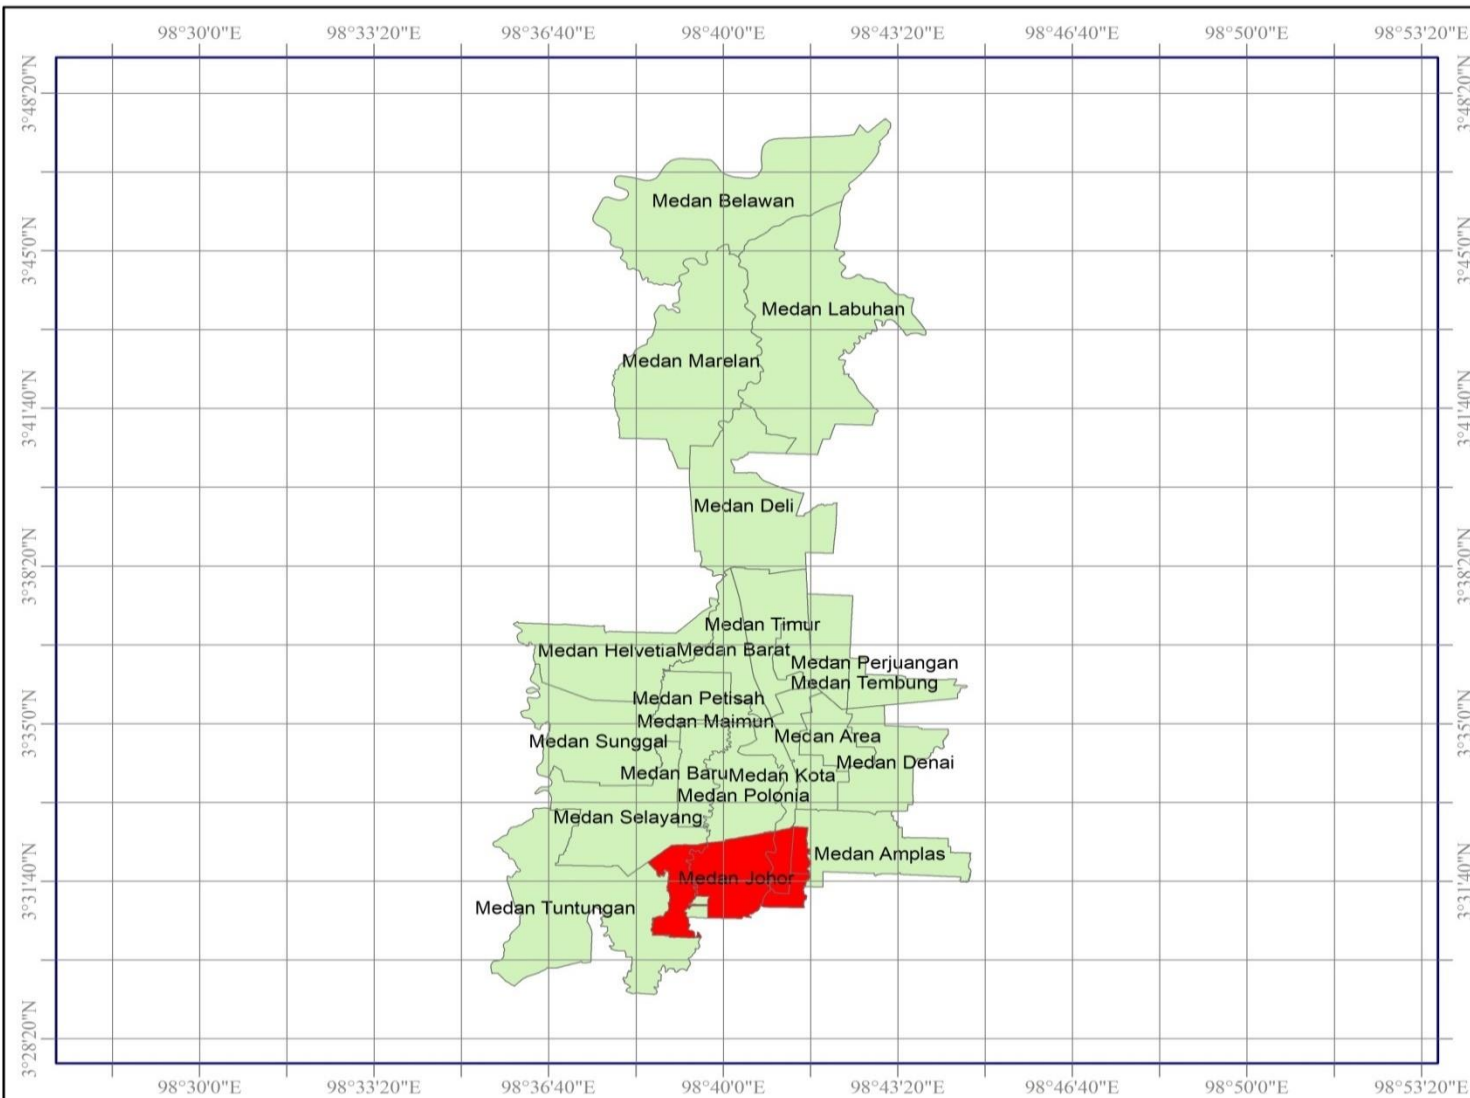 98°30'0"E 98°33'20"E 98°36'40"E 98°40'0"E 98°43'20"E 98°46'40"E 98°50'0"E 98°53'20"E
3°48'20"N 3°48'20"N
Medan Belawan
3°45'0"N 3°45'0"N
Medan Labuhan
Medan Marelan
3°41'40"N 3°41'40"N
Medan Deli
3°38'20"N 3°38'20"N
Medan Timur
Medan Helvetia Medan Barat
Medan Perjuangan
Medan Tembung
Medan Petisah
Medan Maimun
3°35'0"N 3°35'0"N
Medan Area
Medan Sunggal
Medan Denai
Medan Baru Medan Kota
Medan Polonia
Medan Selayang
Medan Amplas
3°31'40"N 3°31'40"N
Medan Johor
Medan Tuntungan
3°28'20"N 3°28'20"N
98°30'0"E 98°33'20"E 98°36'40"E 98°40'0"E 98°43'20"E 98°46'40"E 98°50'0"E 98°53'20"E